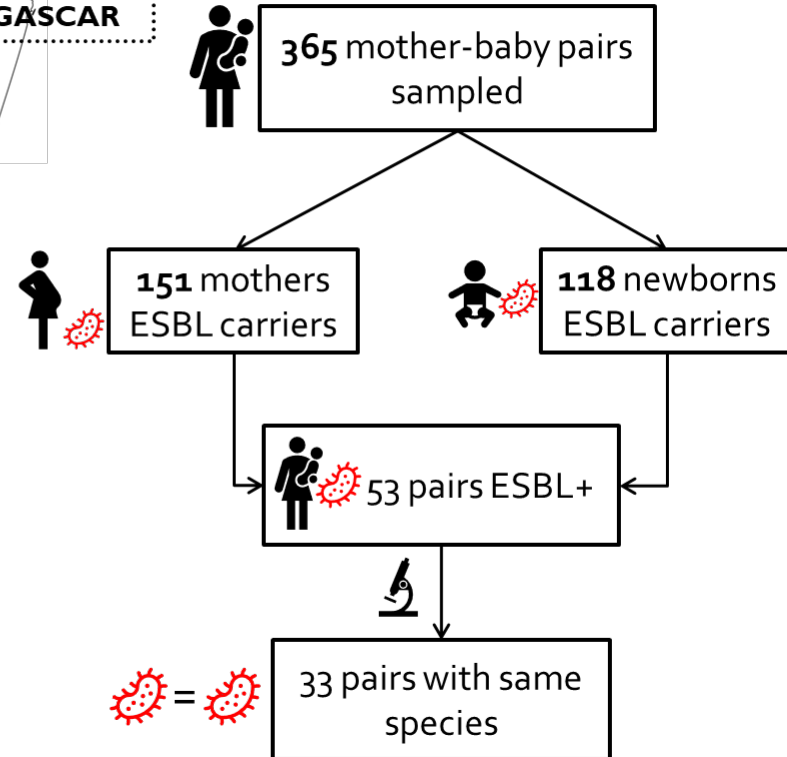 GASCAR
365 mother-baby pairs
sampled
151 mothers
ESBL carriers
118 newborns
ESBL carriers
53 pairs ESBL+
=
33 pairs with same
species